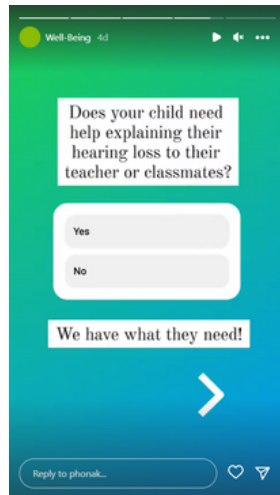 Well-Being 4d
Does your child need
help explaining their
hearing loss to their
teacher or classmates?
Yes
No
We have what they need!
Reply to phonak...